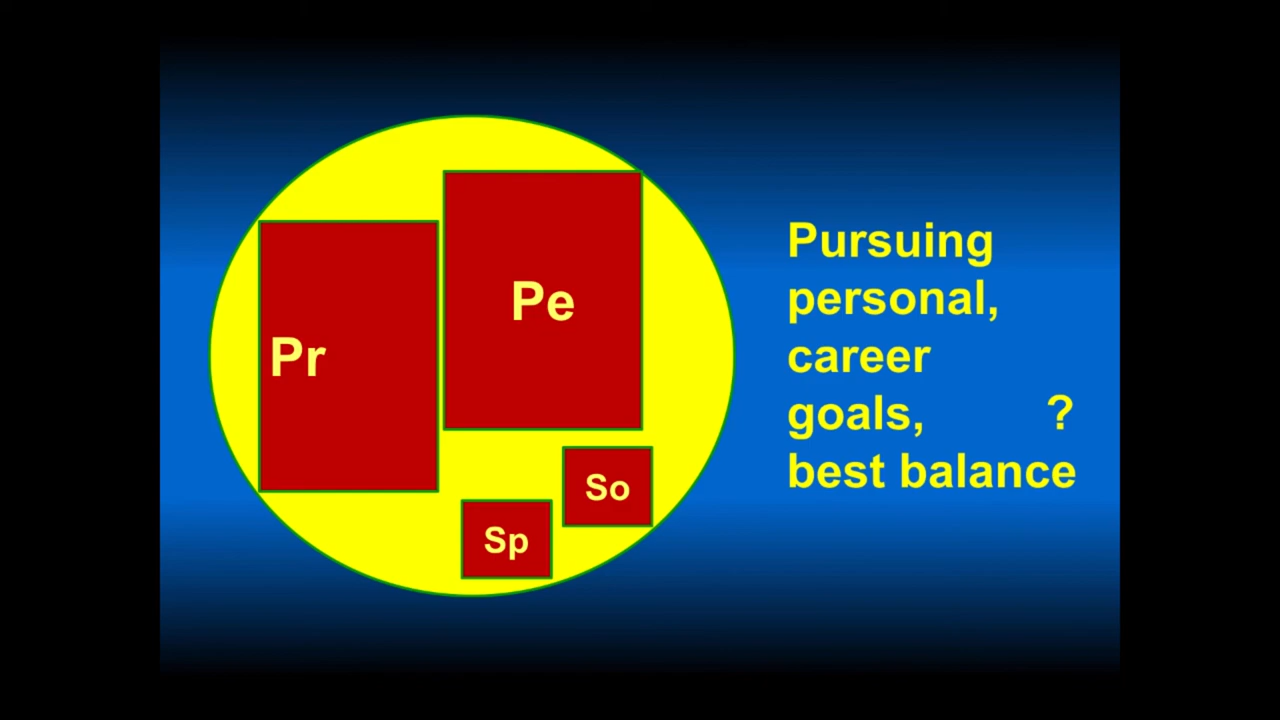 Pr
Pe
So
Sp
Pursuing
personal,
career
goals, ?
best balance